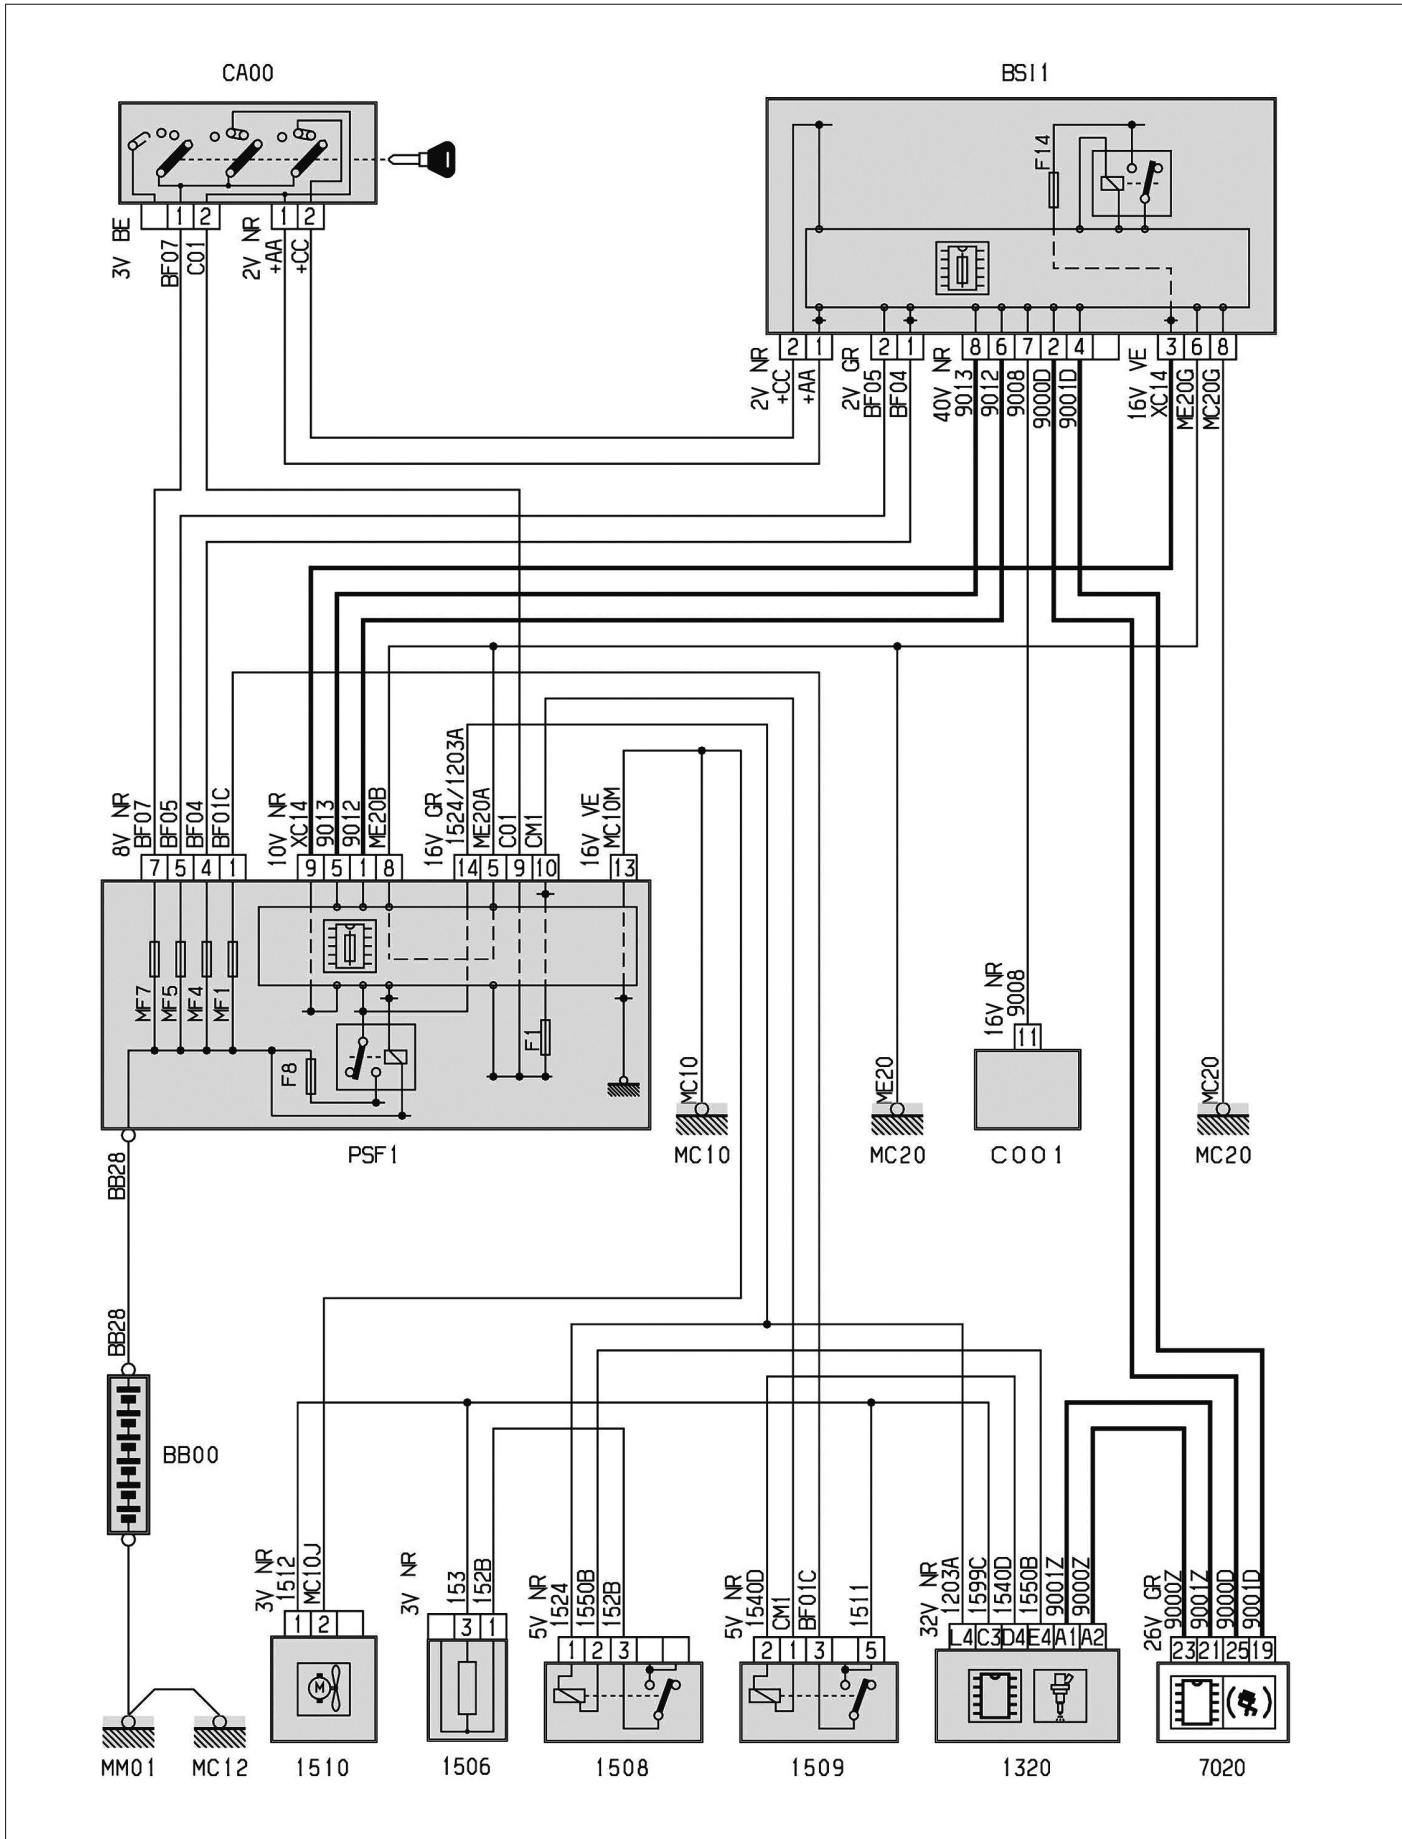 CA00
BSI1
F14
1 2 1 2
3V BE
BF07
C01
2V NR
+AA
+CC
2 1 2 1 8 6 7 2 4 3 6 8
2V NR
+CC
+AA
2V GR
BF05
BF04
40V NR
9013
9012
9008
9000D
9001D
16V VE
XC14
ME20G
MC20G
8V NR
BF07
BF05
BF04
BF01C
10V NR
XC14
9013
9012
ME20B
16V GR
1524/1203A
ME20A
C01
CM1
16V VE
MC10M
7 5 4 1 9 5 1 8 14 5 9 10 13
MF7
MF5
MF4
MF1
F8
F1
16V NR
9008
11
MC10
ME20
MC20
PSF1
MC10
MC20
C001
MC20
BB28
BB28
BB00
3V NR
1512
MC10J
3V NR
153
152B
5V NR
1524
1550B
152B
5V NR
1540D
CM1
BF01C
1511
32V NR
1203A
1599C
1540D
1550B
9001Z
9000Z
26V GR
9000Z
9001Z
9000D
9001D
1 2 3 1 1 2 3 2 1 3 5 L4 C3 D4 E4 A1 A2 23 21 25 19
M
MM01
MC12
1510
1506
1508
1509
1320
7020